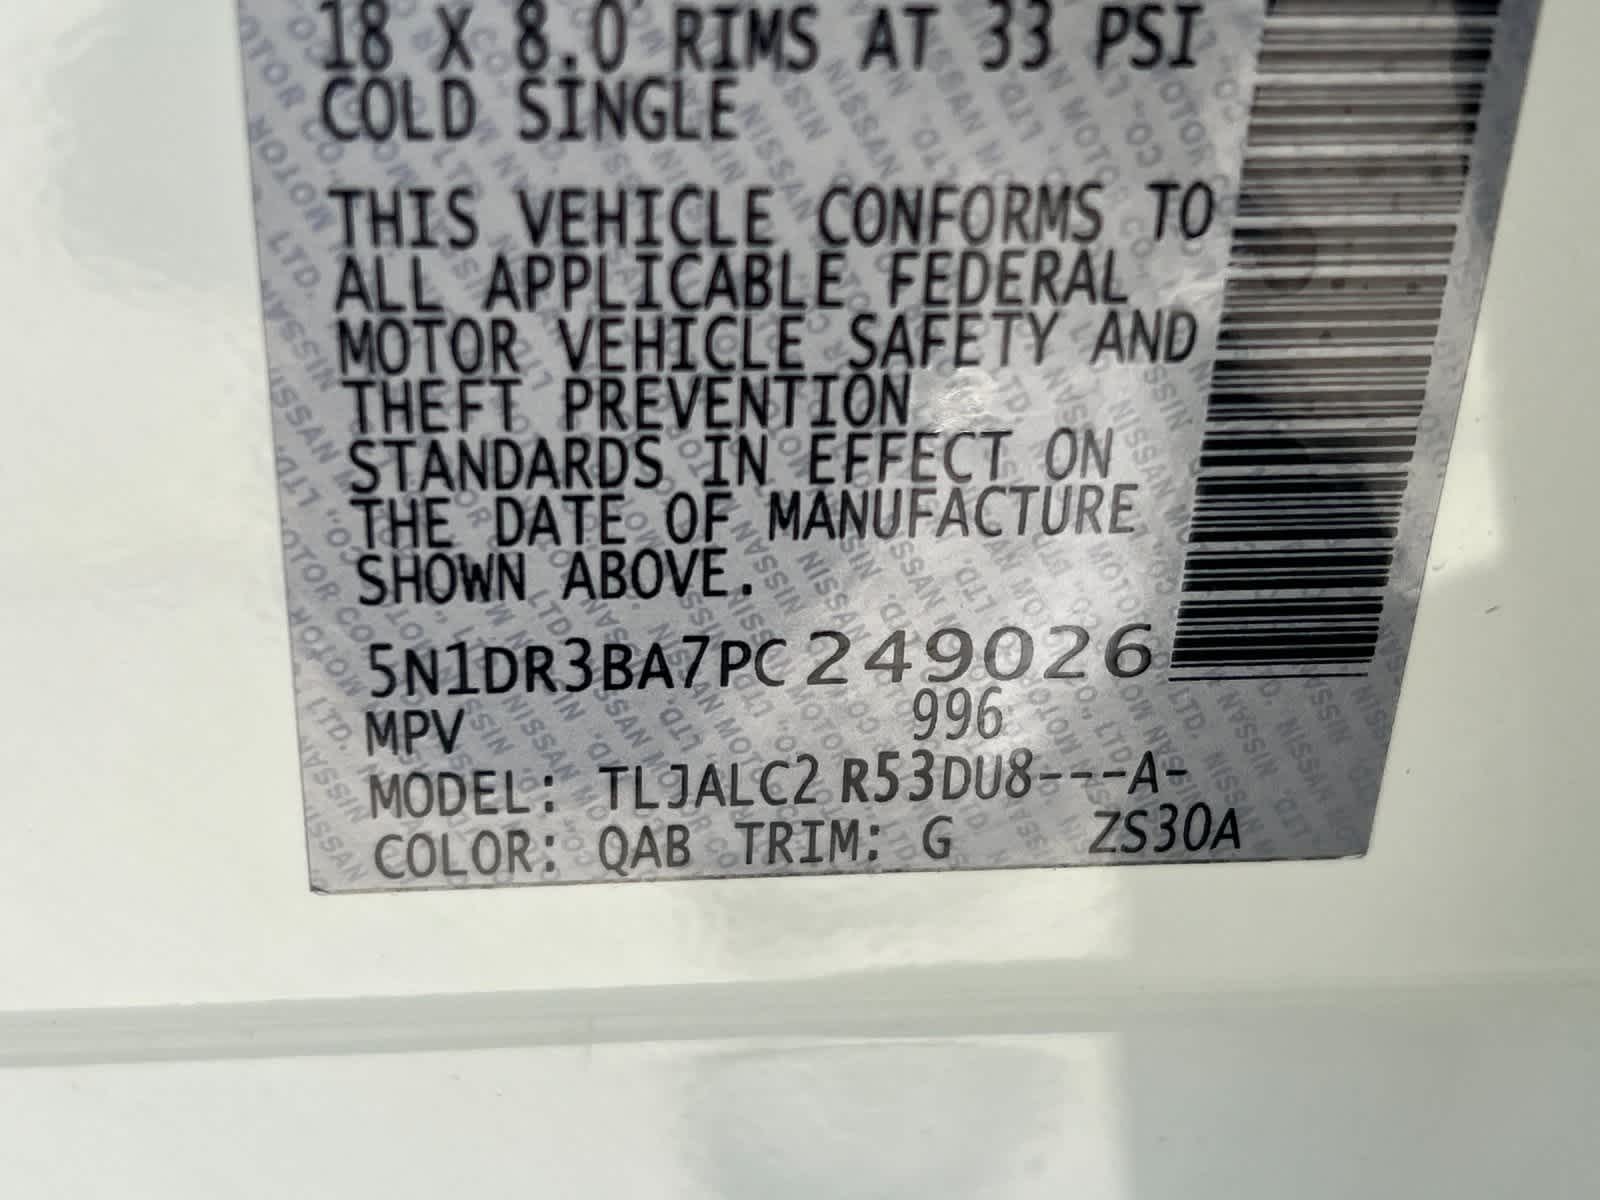 18 X 8.0 RIMS AT 33 PSI
COLD SINGLE
THIS VEHICLE CONFORMS TO
ALL APPLICABLE FEDERAL
MOTOR VEHICLE SAFETY AND
THEFT PREVENTION
STANDARDS IN EFFECT ON
THE DATE OF MANUFACTURE
SHOWN ABOVE.
5N1DR3BA7PC249026
MPV 996
MODEL: TLJALC2 R53DU8---A-
COLOR: QAB TRIM: G ZS30A